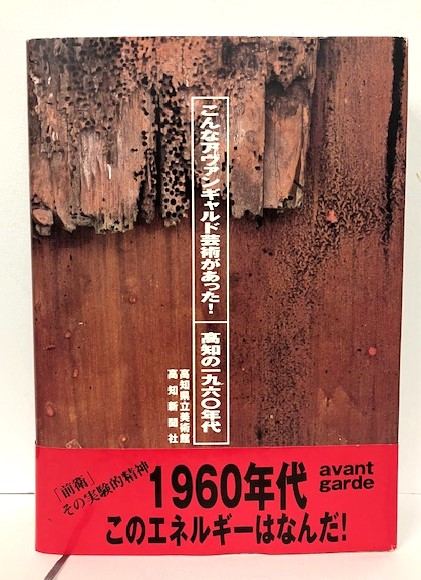 こんなアヴァンギャルド芸術があった!
高知の一九六〇年代
高知県立美術館
高知新聞社
「前衛」
その実験的精神
1960年代
avant
garde
このエネルギーはなんだ!